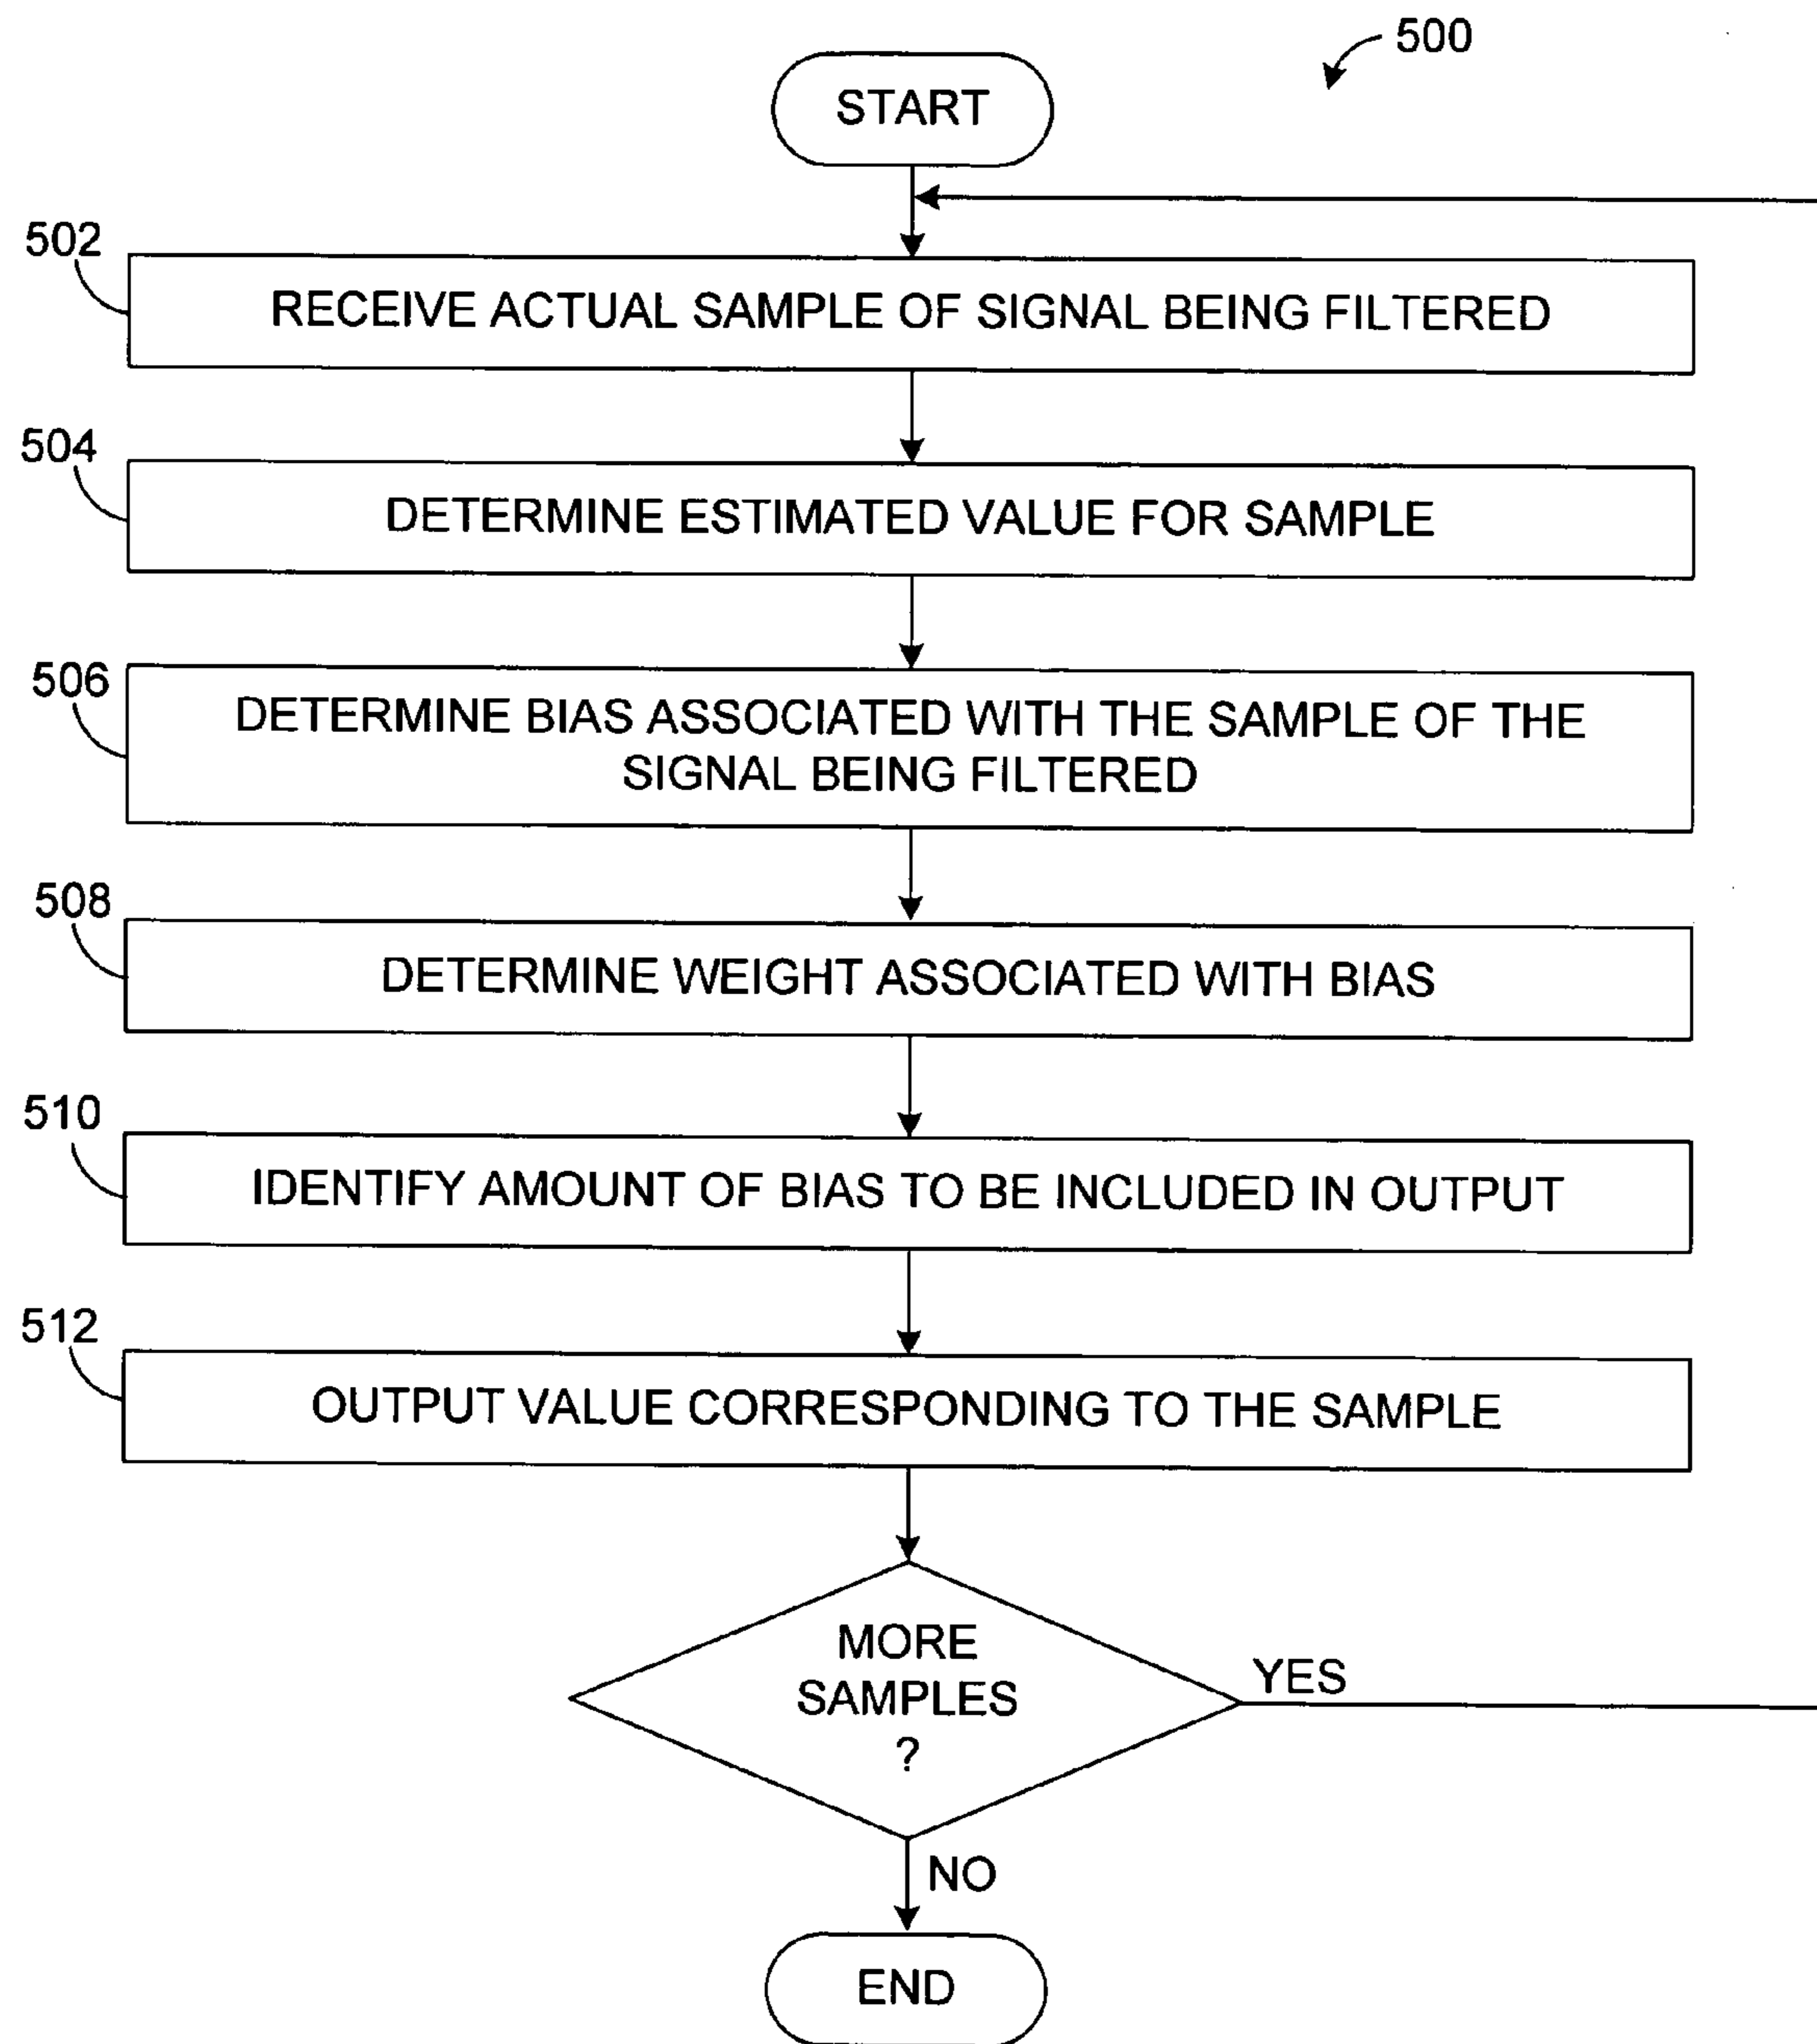 500
START
502
RECEIVE ACTUAL SAMPLE OF SIGNAL BEING FILTERED
504
DETERMINE ESTIMATED VALUE FOR SAMPLE
506
DETERMINE BIAS ASSOCIATED WITH THE SAMPLE OF THE
SIGNAL BEING FILTERED
508
DETERMINE WEIGHT ASSOCIATED WITH BIAS
510
IDENTIFY AMOUNT OF BIAS TO BE INCLUDED IN OUTPUT
512
OUTPUT VALUE CORRESPONDING TO THE SAMPLE
MORE
SAMPLES
?
YES
NO
END